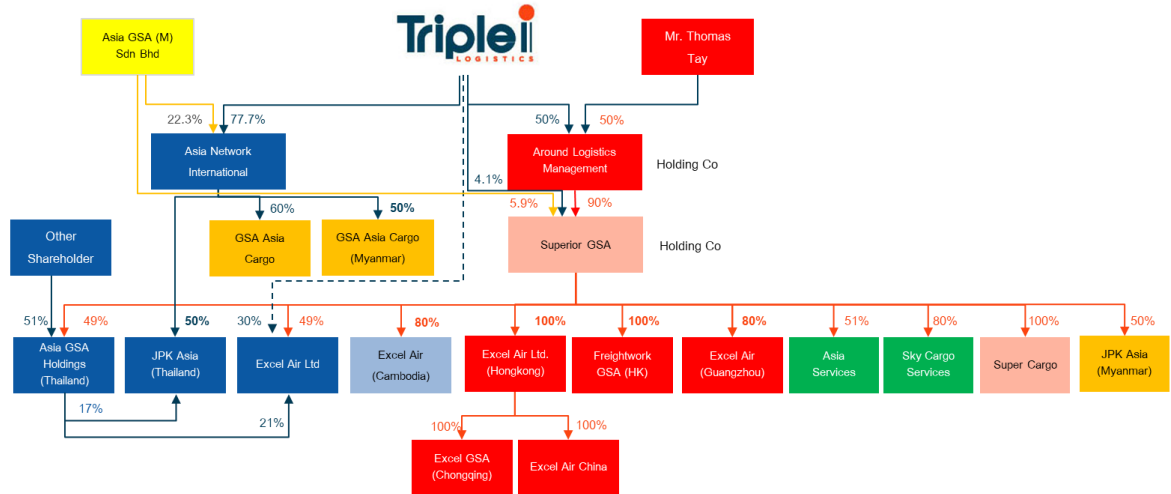 Asia GSA (M)
Sdn Bhd
Triplei
LOGISTICS
Mr. Thomas
Tay
22.3%
77.7%
50%
50%
Asia Network
International
Around Logistics
Management
Holding Co
4.1%
5.9%
90%
60%
50%
Other
Shareholder
GSA Asia
Cargo
GSA Asia Cargo
(Myanmar)
Superior GSA
Holding Co
51%
49%
50%
30%
49%
80%
100%
100%
80%
51%
80%
100%
50%
Asia GSA
Holdings
(Thailand)
JPK Asia
(Thailand)
Excel Air Ltd
Excel Air
(Cambodia)
Excel Air Ltd.
(Hongkong)
Freightwork
GSA (HK)
Excel Air
(Guangzhou)
Asia
Services
Sky Cargo
Services
Super Cargo
JPK Asia
(Myanmar)
17%
21%
100%
100%
Excel GSA
(Chongqing)
Excel Air China